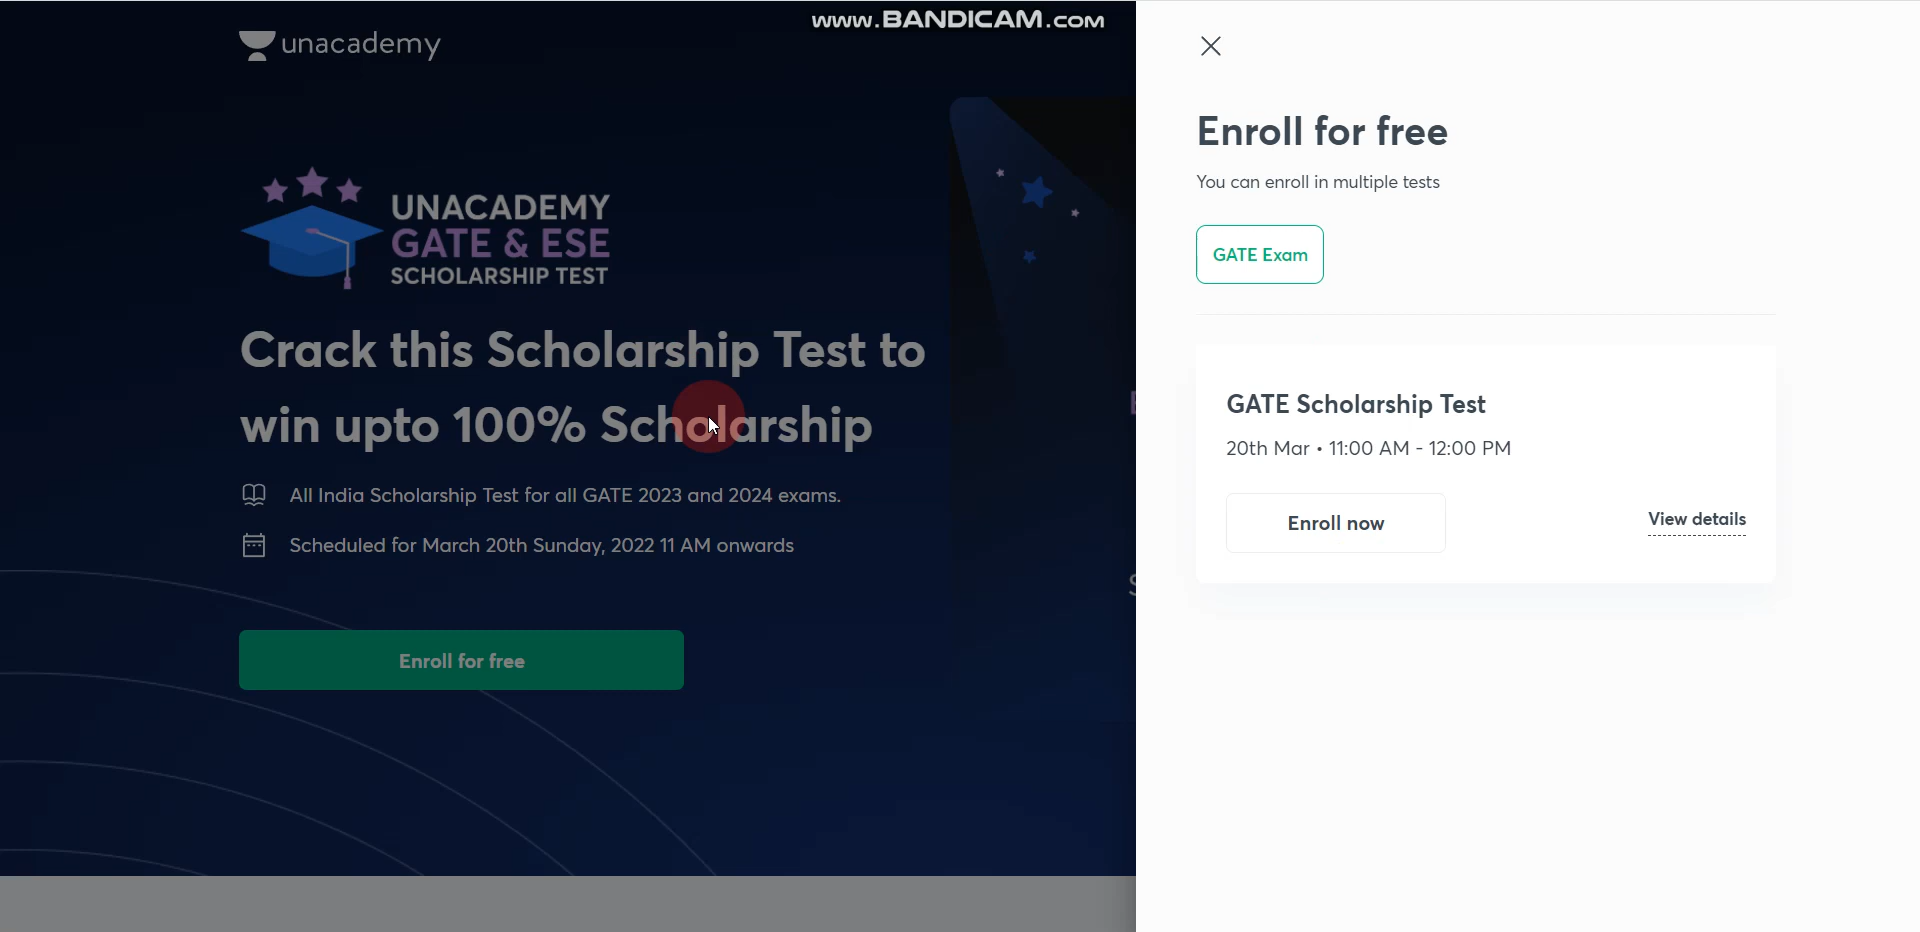 www.BANDICAM.com
unacademy
UNACADEMY
GATE & ESE
SCHOLARSHIP TEST
Crack this Scholarship Test to
win upto 100% Scholarship
All India Scholarship Test for all GATE 2023 and 2024 exams.
Scheduled for March 20th Sunday, 2022 11 AM onwards
Enroll for free
Enroll for free
You can enroll in multiple tests
GATE Exam
GATE Scholarship Test
20th Mar • 11:00 AM - 12:00 PM
Enroll now
View details